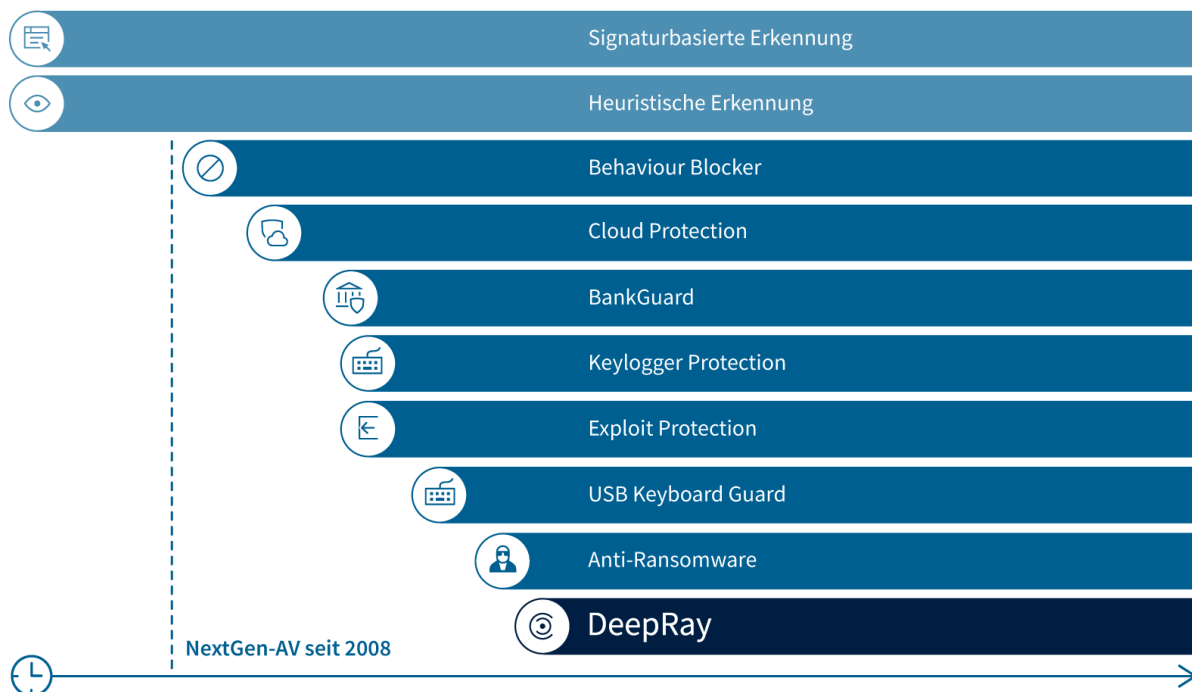 Signaturbasierte Erkennung
Heuristische Erkennung
Behaviour Blocker
Cloud Protection
BankGuard
Keylogger Protection
Exploit Protection
USB Keyboard Guard
Anti-Ransomware
DeepRay
NextGen-AV seit 2008